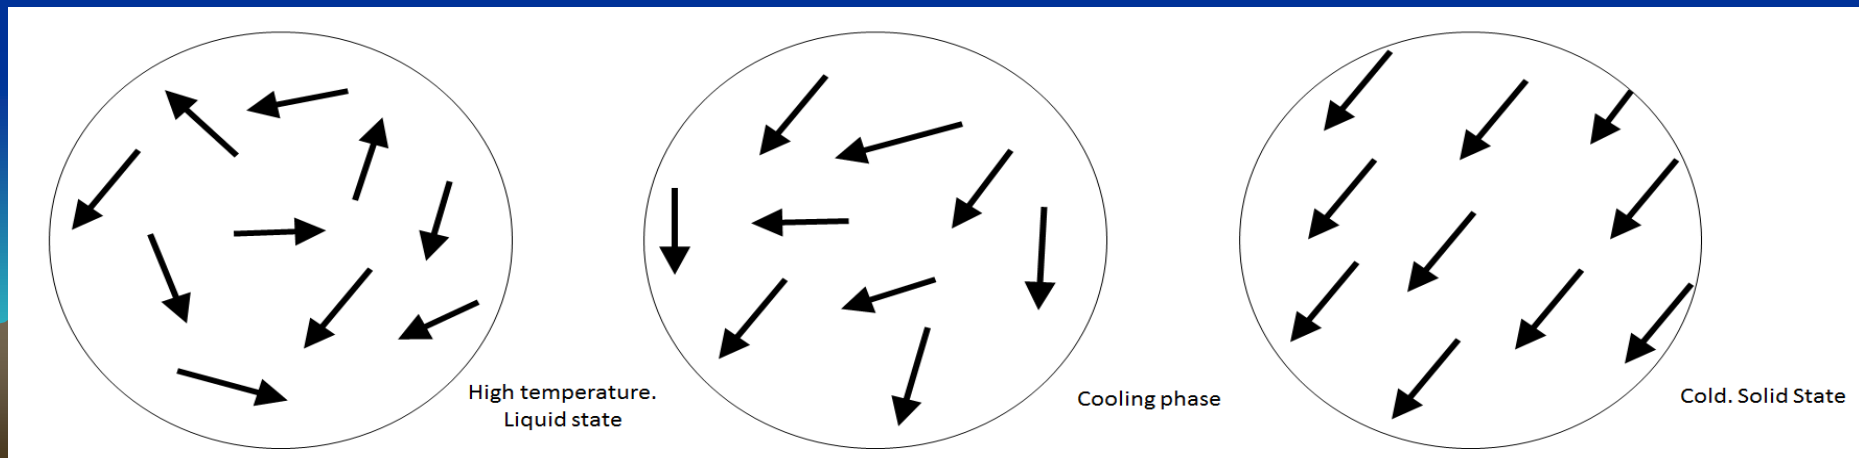 High temperature.
Liquid state
Cooling phase
Cold. Solid State